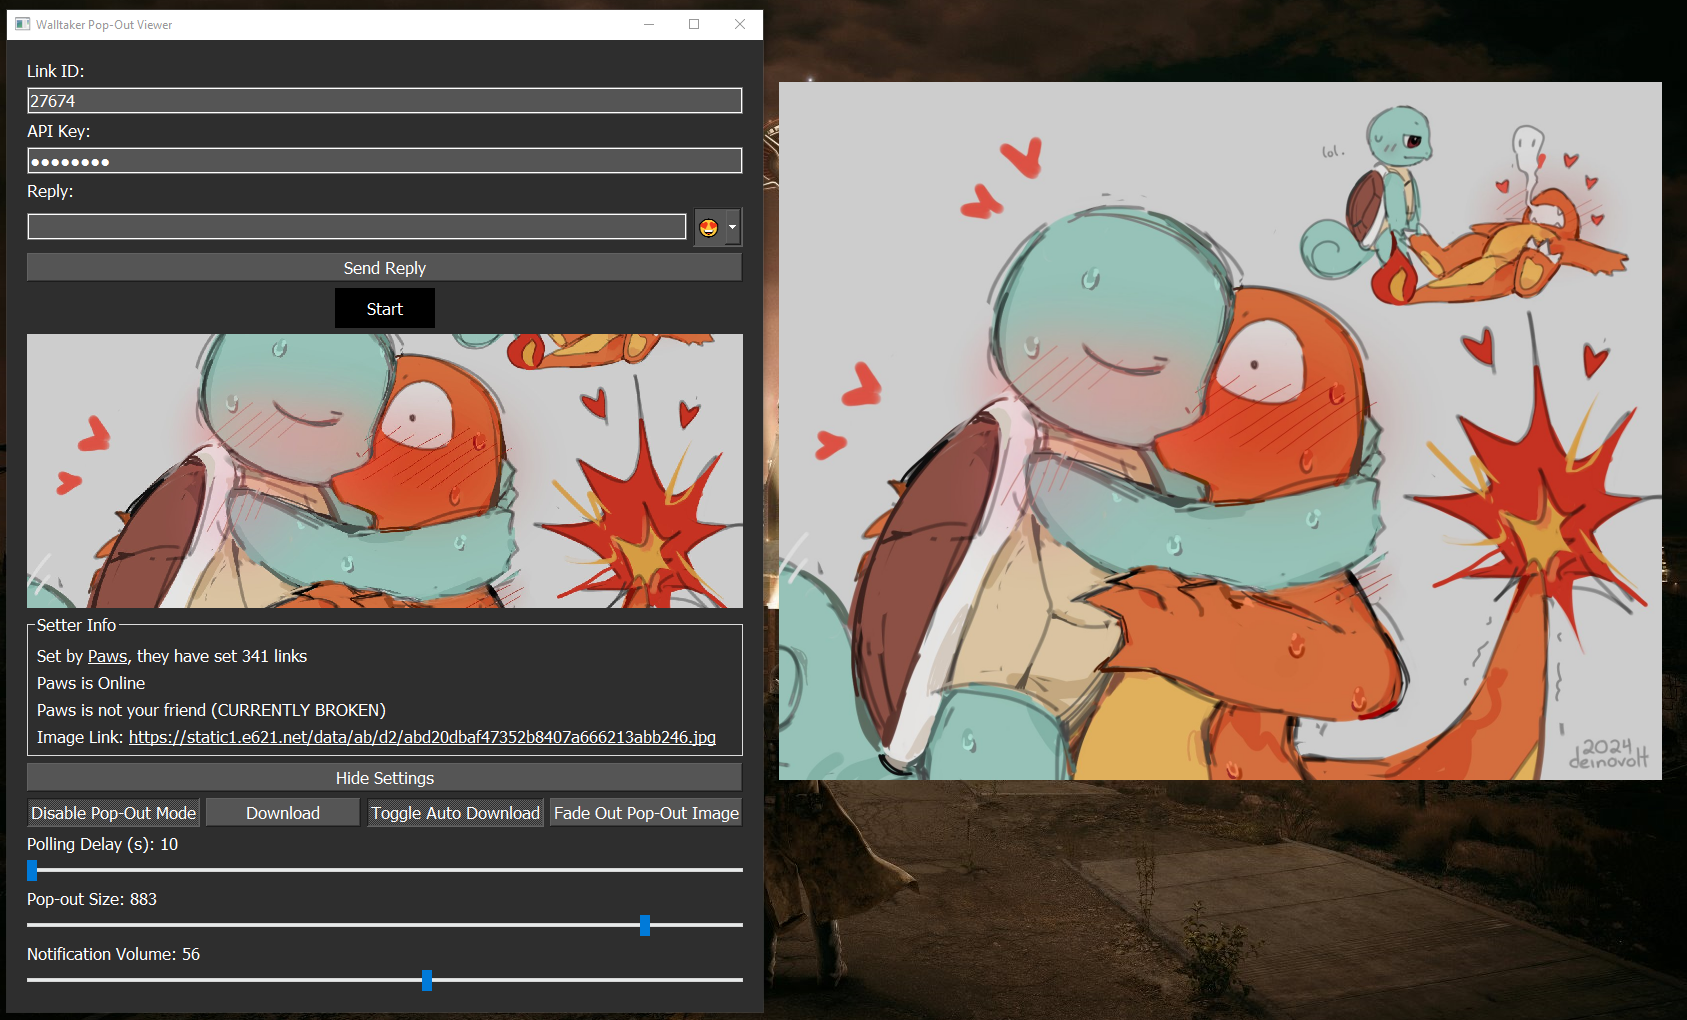 Walltaker Pop-Out Viewer
Link ID:
27674
API Key:
●●●●●●●●
Reply:
Send Reply
Start
Setter Info
Set by Paws, they have set 341 links
Paws is Online
Paws is not your friend (CURRENTLY BROKEN)
Image Link: https://static1.e621.net/data/ab/d2/abd20dbaf47352b8407a666213abb246.jpg
Hide Settings
Disable Pop-Out Mode
Download
Toggle Auto Download
Fade Out Pop-Out Image
Polling Delay (s): 10
Pop-out Size: 883
Notification Volume: 56
lol.
2024
deinovolt